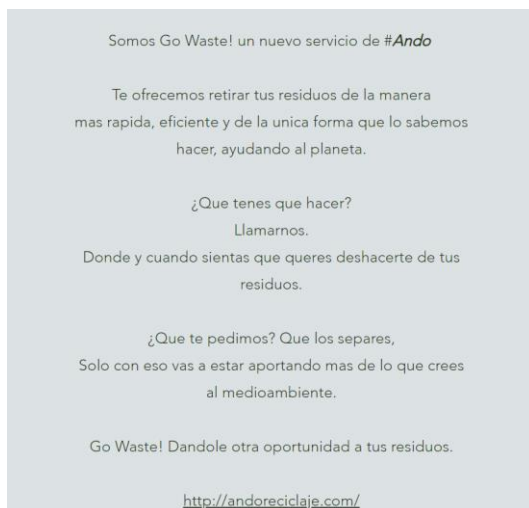 Somos Go Waste! un nuevo servicio de #Ando
Te ofrecemos retirar tus residuos de la manera
mas rapida, eficiente y de la unica forma que lo sabemos
hacer, ayudando al planeta.
¿Que tenes que hacer?
Llamarnos.
Donde y cuando sientas que queres deshacerte de tus
residuos.
¿Que te pedimos? Que los separes,
Solo con eso vas a estar aportando mas de lo que crees
al medioambiente.
Go Waste! Dandole otra oportunidad a tus residuos.
http://andoreciclaje.com/